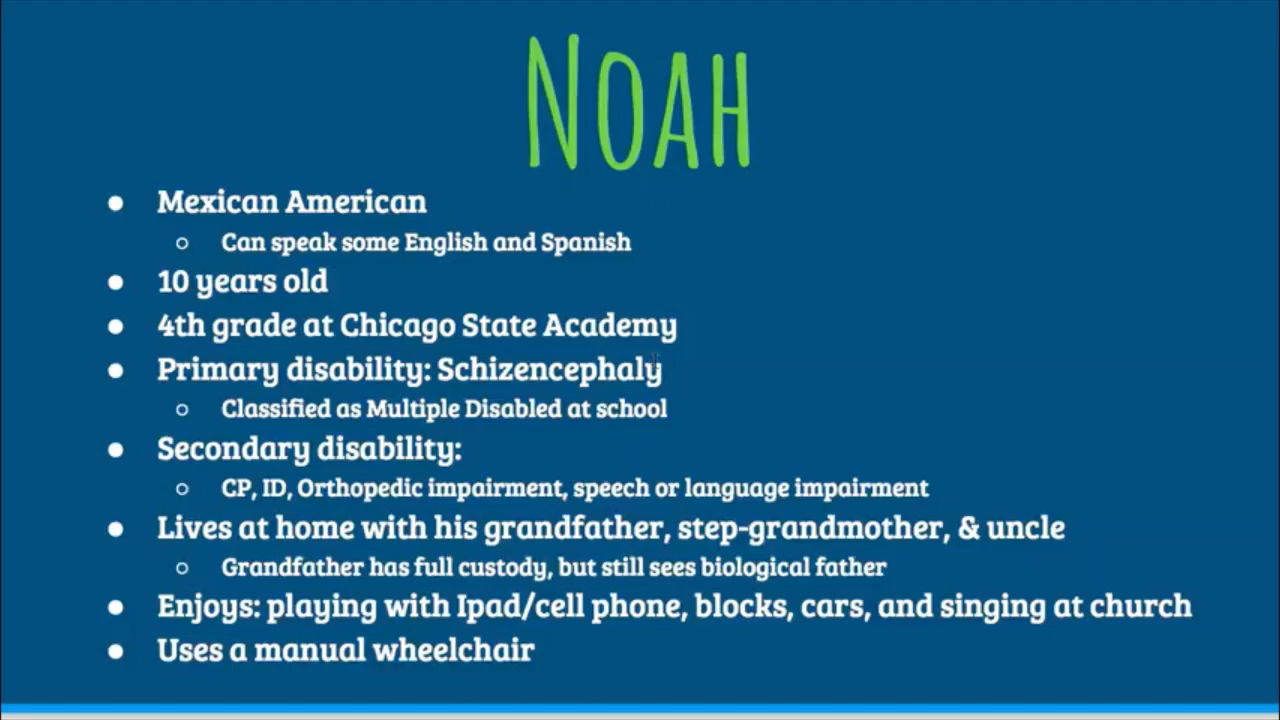 Noah
● Mexican American
○ Can speak some English and Spanish
● 10 years old
● 4th grade at Chicago State Academy
● Primary disability: Schizencephaly
○ Classified as Multiple Disabled at school
● Secondary disability:
○ CP, ID, Orthopedic impairment, speech or language impairment
● Lives at home with his grandfather, step-grandmother, & uncle
○ Grandfather has full custody, but still sees biological father
● Enjoys: playing with Ipad/cell phone, blocks, cars, and singing at church
● Uses a manual wheelchair